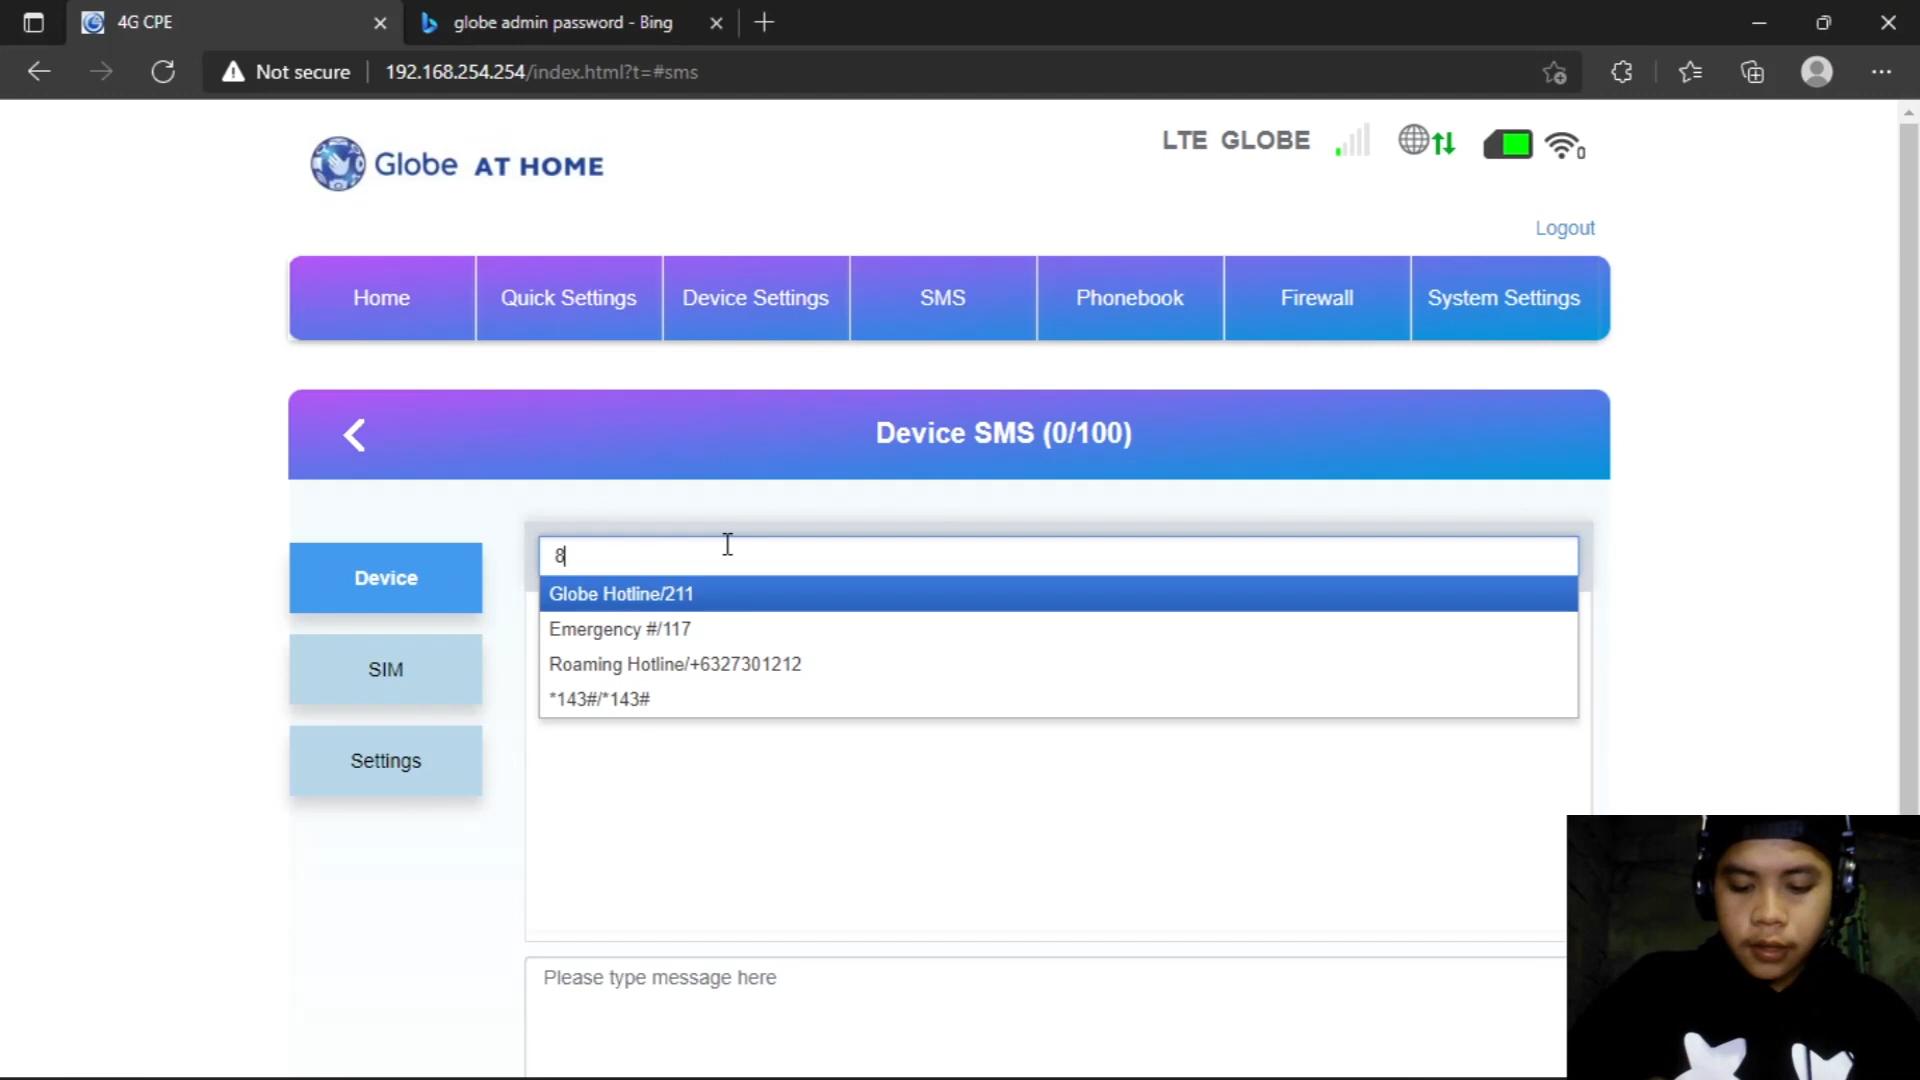 4G CPE
globe admin password - Bing
Not secure
192.168.254.254/index.html?t=#sms
Globe AT HOME
LTE GLOBE
0
Logout
Home
Quick Settings
Device Settings
SMS
Phonebook
Firewall
System Settings
Device SMS (0/100)
Device
SIM
Settings
8
Globe Hotline/211
Emergency #/117
Roaming Hotline/+6327301212
*143#/*143#
Please type message here